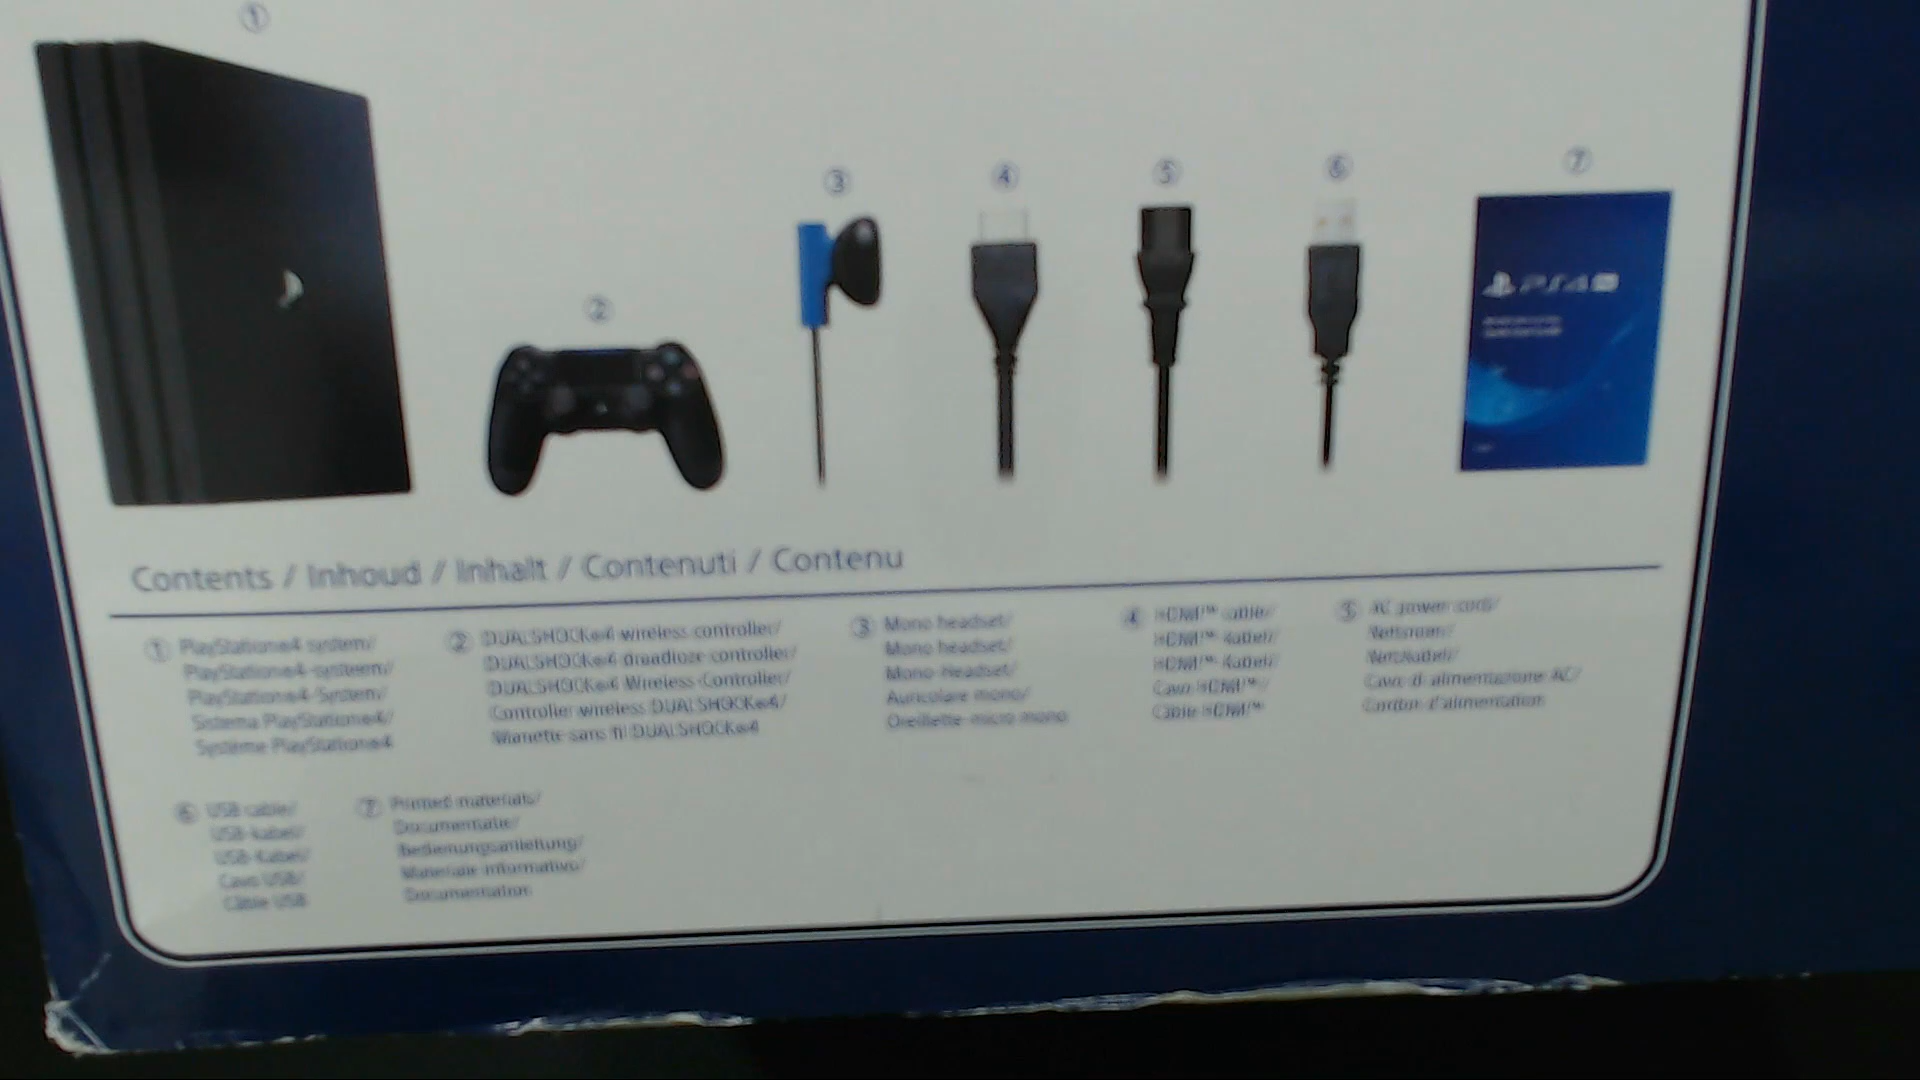 ①
②
③
④
⑤
⑥
⑦
PS4 PRO
Contents / Inhoud / Inhalt / Contenuti / Contenu
① PlayStation®4 system/
PlayStation®4-systeem/
PlayStation®4-System/
Sistema PlayStation®4/
Système PlayStation®4
② DUALSHOCK®4 wireless controller/
DUALSHOCK®4 draadloze controller/
DUALSHOCK®4 Wireless-Controller/
Controller wireless DUALSHOCK®4/
Manette sans fil DUALSHOCK®4
③ Mono headset/
Mono headset/
Mono-Headset/
Auricolare mono/
Oreillette-micro mono
④ HDMI™ cable/
HDMI™-kabel/
HDMI™-Kabel/
Cavo HDMI™/
Câble HDMI™
⑤ AC power cord/
Netsnoer/
Netzkabel/
Cavo di alimentazione AC/
Cordon d'alimentation
⑥ USB cable/
USB-kabel/
USB-Kabel/
Cavo USB/
Câble USB
⑦ Printed materials/
Documentatie/
Bedienungsanleitung/
Materiale informativo/
Documentation